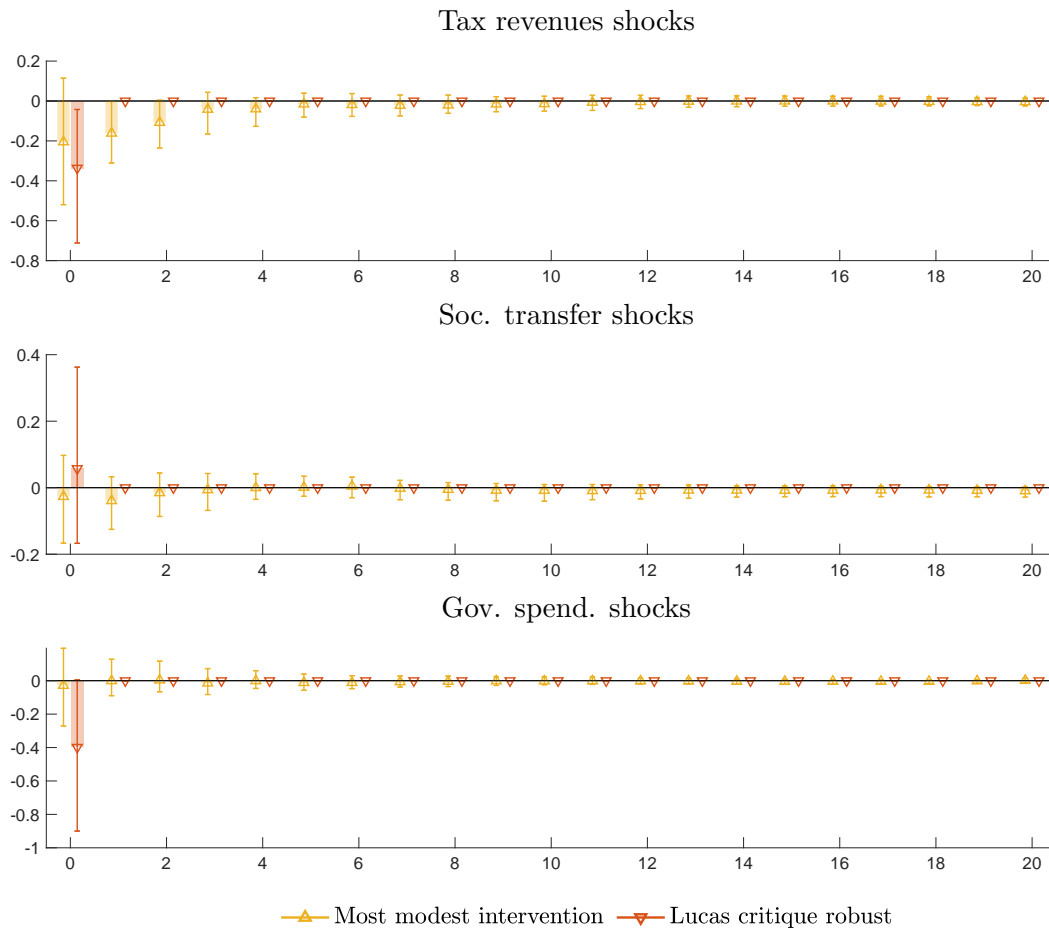 Tax revenues shocks
0.2
0
-0.2
-0.4
-0.6
-0.8
0 2 4 6 8 10 12 14 16 18 20
Soc. transfer shocks
0.4
0.2
0
-0.2
0 2 4 6 8 10 12 14 16 18 20
Gov. spend. shocks
0
-0.2
-0.4
-0.6
-0.8
-1
0 2 4 6 8 10 12 14 16 18 20
Most modest intervention Lucas critique robust